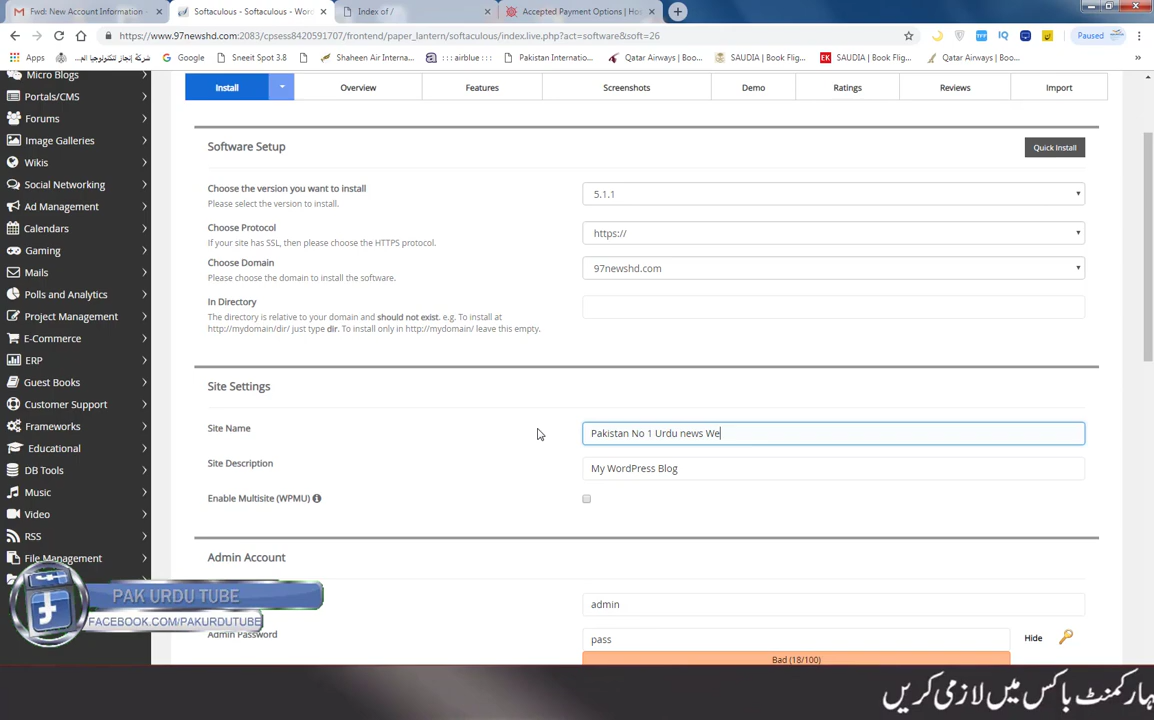 Fwd: New Account Information -
Softaculous - Softaculous - Wor
Index of /
Accepted Payment Options | Ho
https://www.97newshd.com:2083/cpsess8420591707/frontend/paper_lantern/softaculous/index.live.php?act=software&soft=26
Paused
Apps
Google
Sneeit Spot 3.8
Shaheen Air Interna...
: : : airblue : : :
Pakistan Internatio...
Qatar Airways | Boo...
SAUDIA | Book Flig...
SAUDIA | Book Flig...
Qatar Airways | Boo...
Micro Blogs
Portals/CMS
Forums
Image Galleries
Wikis
Social Networking
Ad Management
Calendars
Gaming
Mails
Polls and Analytics
Project Management
E-Commerce
ERP
Guest Books
Customer Support
Frameworks
Educational
DB Tools
Music
Video
RSS
File Management
Install
Overview
Features
Screenshots
Demo
Ratings
Reviews
Import
Software Setup
Quick Install
Choose the version you want to install
Please select the version to install.
5.1.1
Choose Protocol
If your site has SSL, then please choose the HTTPS protocol.
https://
Choose Domain
Please choose the domain to install the software.
97newshd.com
In Directory
The directory is relative to your domain and should not exist. e.g. To install at
http://mydomain/dir/ just type dir. To install only in http://mydomain/ leave this empty.
Site Settings
Site Name
Pakistan No 1 Urdu news We
Site Description
My WordPress Blog
Enable Multisite (WPMU)
Admin Account
admin
Admin Password
pass
Hide
Bad (18/100)
PAK URDU TUBE
FACEBOOK.COM/PAKURDUTUBE
کمنٹ باکس میں لازمی کریں